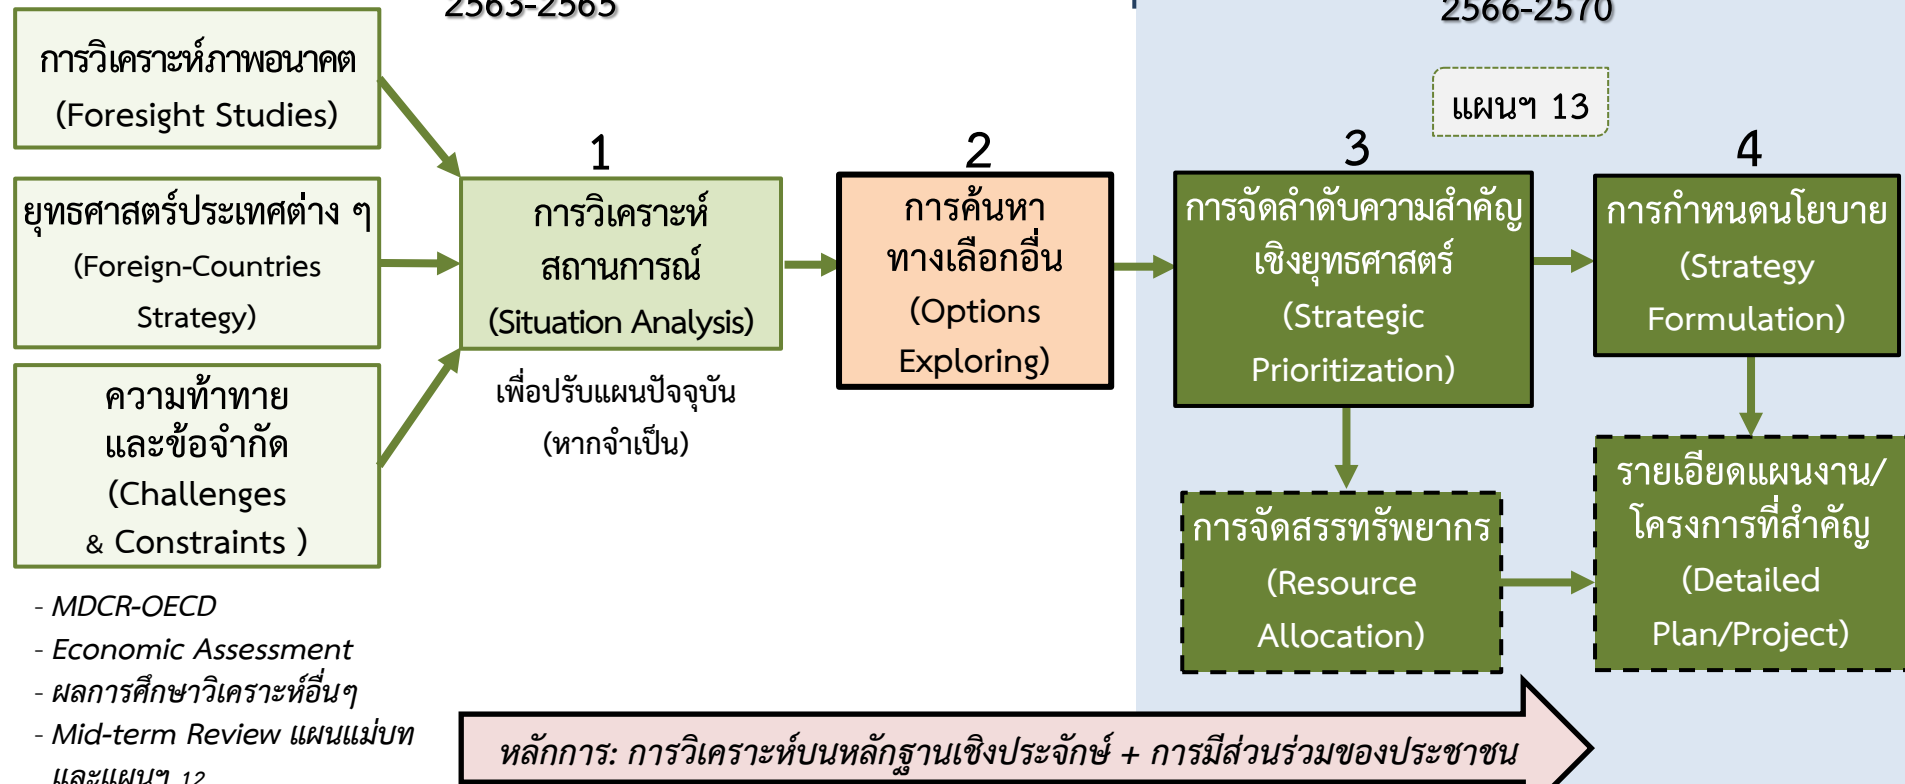 2563-2565
2566-2570
การวิเคราะห์ภาพอนาคต
(Foresight Studies)
ยุทธศาสตร์ประเทศต่าง ๆ
(Foreign-Countries
Strategy)
ความท้าทาย
และข้อจำกัด
(Challenges
& Constraints )
- MDCR-OECD
- Economic Assessment
- ผลการศึกษาวิเคราะห์อื่นๆ
- Mid-term Review แผนแม่บท
และแผนฯ 12
1
การวิเคราะห์
สถานการณ์
(Situation Analysis)
เพื่อปรับแผนปัจจุบัน
(หากจำเป็น)
2
การค้นหา
ทางเลือกอื่น
(Options
Exploring)
แผนฯ 13
3
การจัดลำดับความสำคัญ
เชิงยุทธศาสตร์
(Strategic
Prioritization)
4
การกำหนดนโยบาย
(Strategy
Formulation)
การจัดสรรทรัพยากร
(Resource
Allocation)
รายเอียดแผนงาน/
โครงการที่สำคัญ
(Detailed
Plan/Project)
หลักการ: การวิเคราะห์บนหลักฐานเชิงประจักษ์ + การมีส่วนร่วมของประชาชน